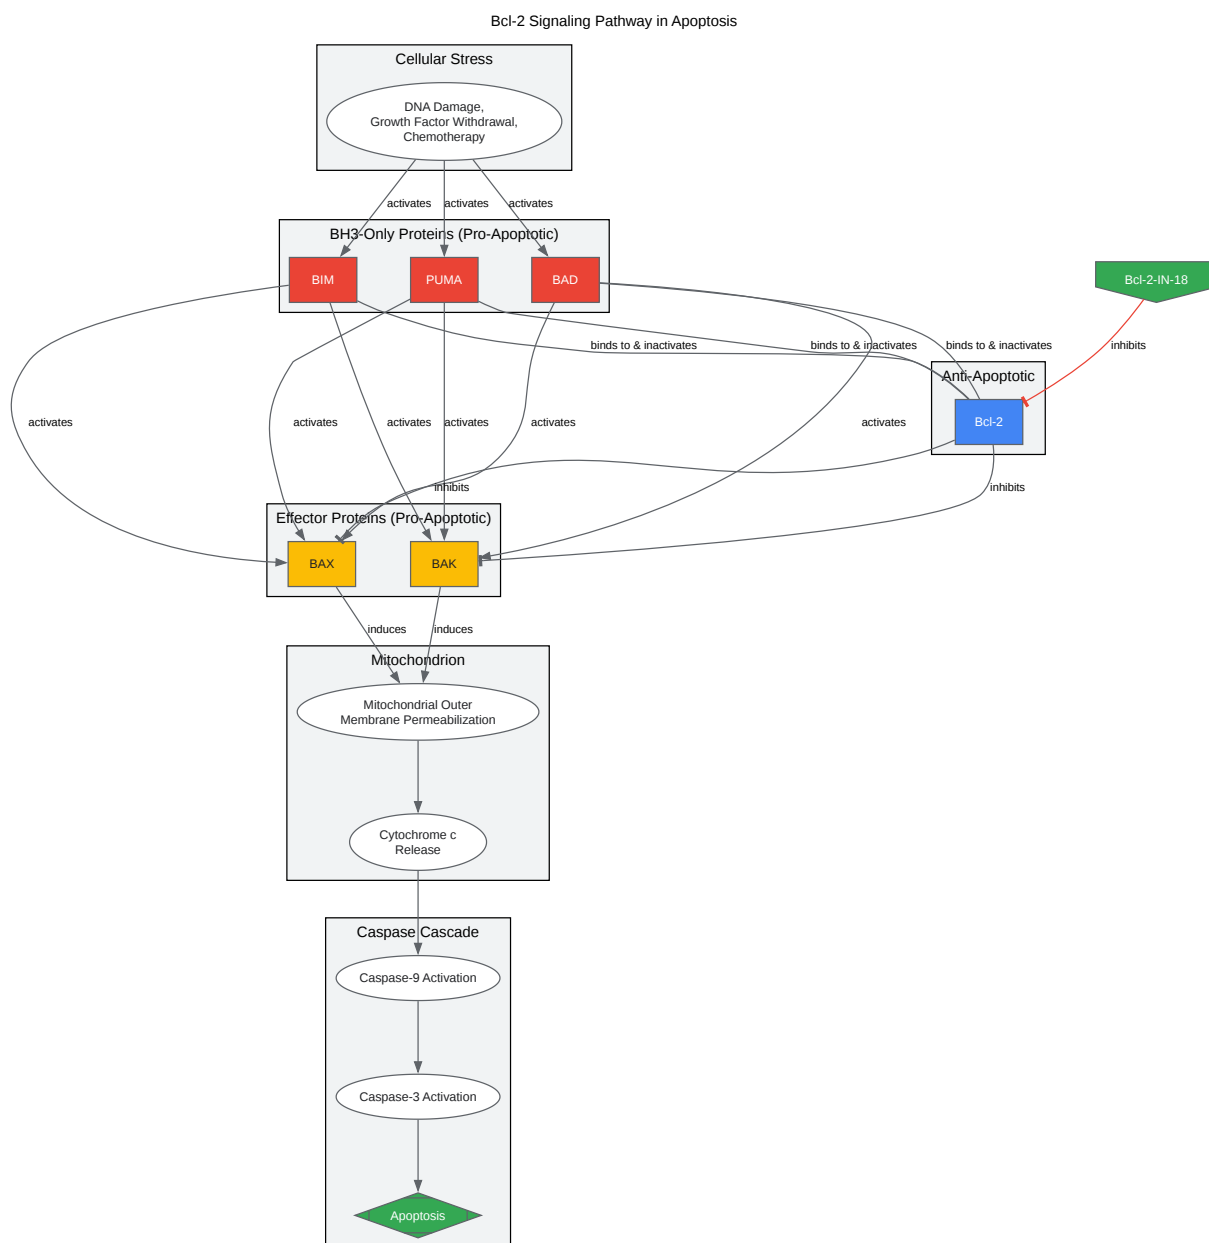 Bcl-2 Signaling Pathway in Apoptosis
Cellular Stress
DNA Damage,
Growth Factor Withdrawal,
Chemotherapy
activates
activates
activates
BH3-Only Proteins (Pro-Apoptotic)
BIM
PUMA
BAD
Bcl-2-IN-18
binds to & inactivates
binds to & inactivates
binds to & inactivates
inhibits
Anti-Apoptotic
Bcl-2
activates
activates
activates
activates
activates
activates
inhibits
inhibits
Effector Proteins (Pro-Apoptotic)
BAX
BAK
induces
induces
Mitochondrion
Mitochondrial Outer
Membrane Permeabilization
Cytochrome c
Release
Caspase Cascade
Caspase-9 Activation
Caspase-3 Activation
Apoptosis